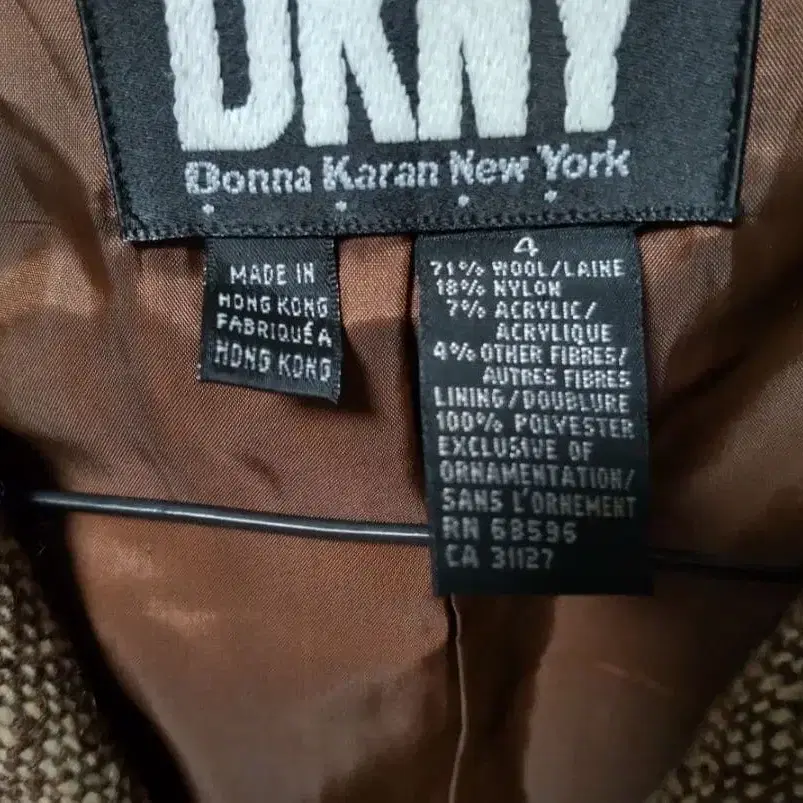 DKNY
Donna Karan New York
MADE IN
HONG KONG
FABRIQUÉ A
HONG KONG
4
71% WOOL/LAINE
18% NYLON
7% ACRYLIC/
ACRYLIQUE
4% OTHER FIBRES/
AUTRES FIBRES
LINING/DOUBLURE
100% POLYESTER
EXCLUSIVE OF
ORNAMENTATION/
SANS L'ORNEMENT
RN 68596
CA 31127